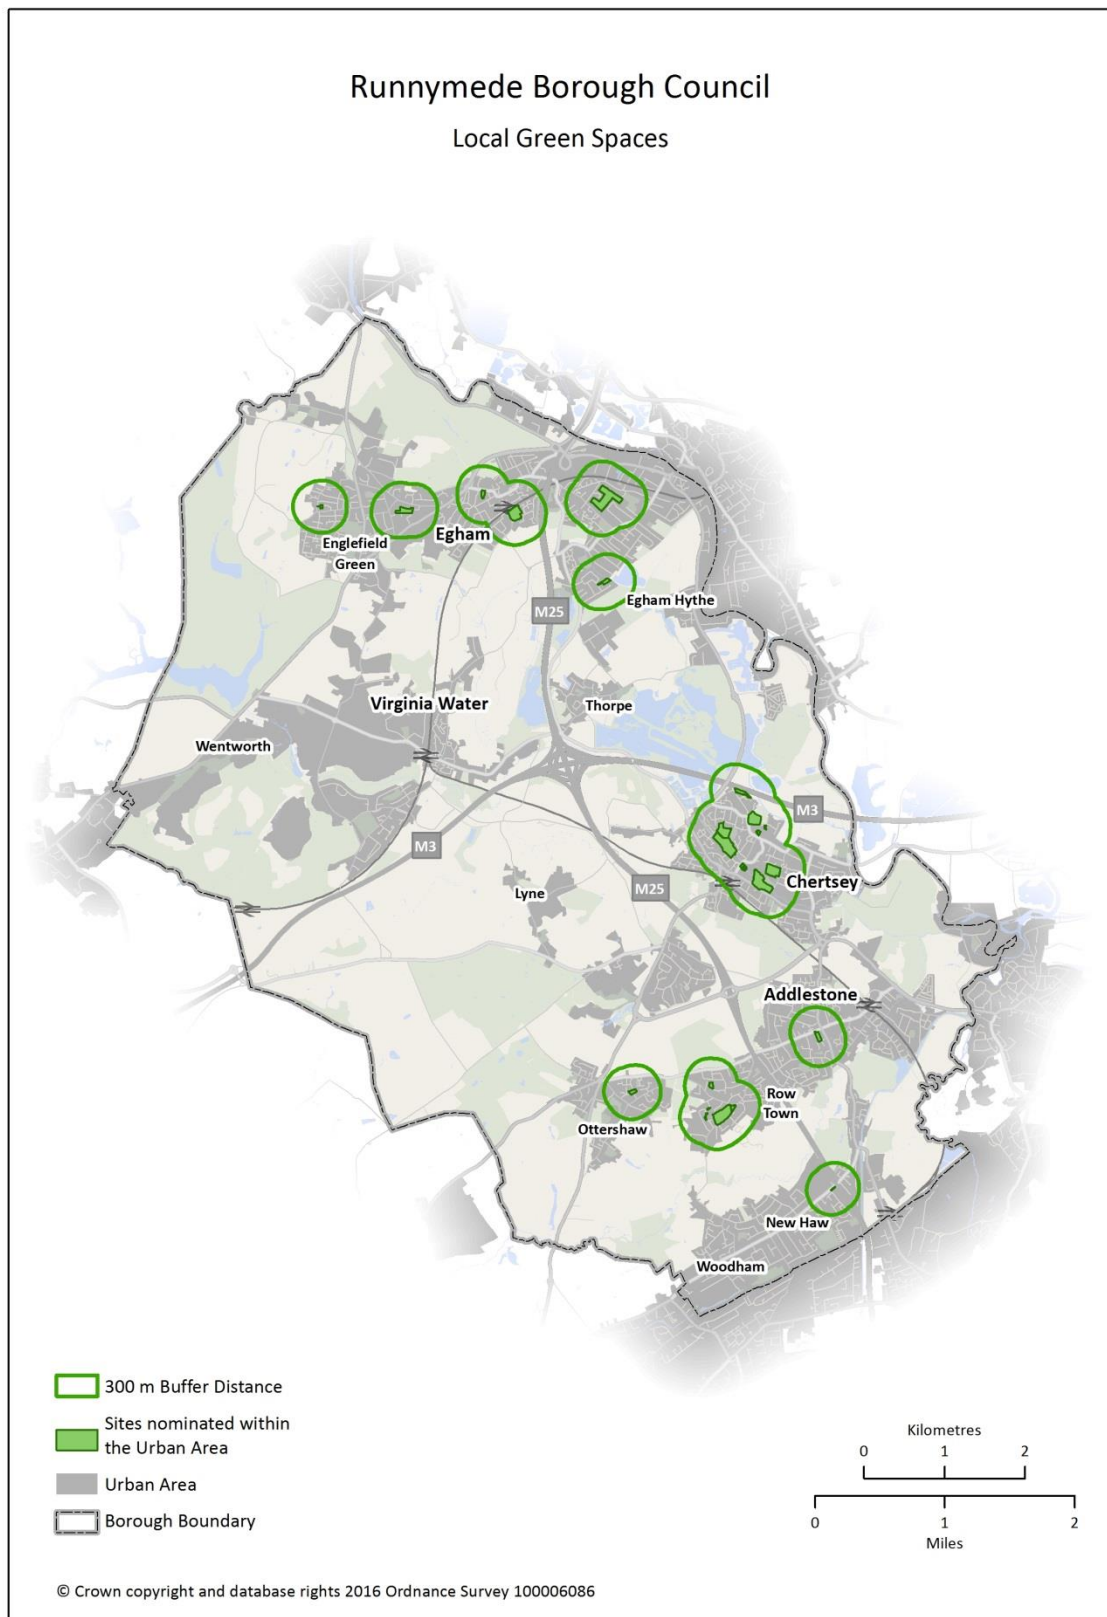 Runnymede Borough Council
Local Green Spaces
Englefield
Green
Egham
Egham Hythe
M25
Virginia Water
Thorpe
Wentworth
M3
M3
Chertsey
Lyne
M25
Addlestone
Row
Town
Ottershaw
New Haw
Woodham
300 m Buffer Distance
Sites nominated within
the Urban Area
Urban Area
Borough Boundary
Kilometres
0 1 2
0 1 2
Miles
© Crown copyright and database rights 2016 Ordnance Survey 100006086